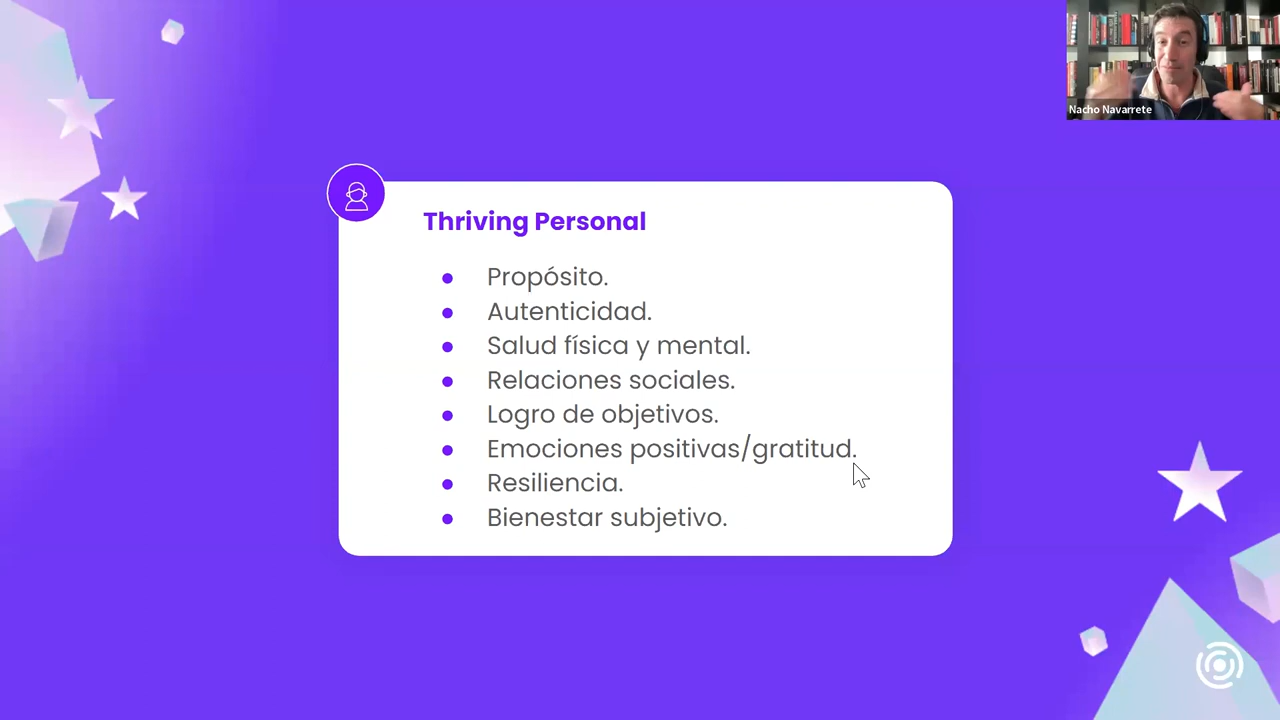 Nacho Navarrete
Thriving Personal
• Propósito.
• Autenticidad.
• Salud física y mental.
• Relaciones sociales.
• Logro de objetivos.
• Emociones positivas/gratitud.
• Resiliencia.
• Bienestar subjetivo.